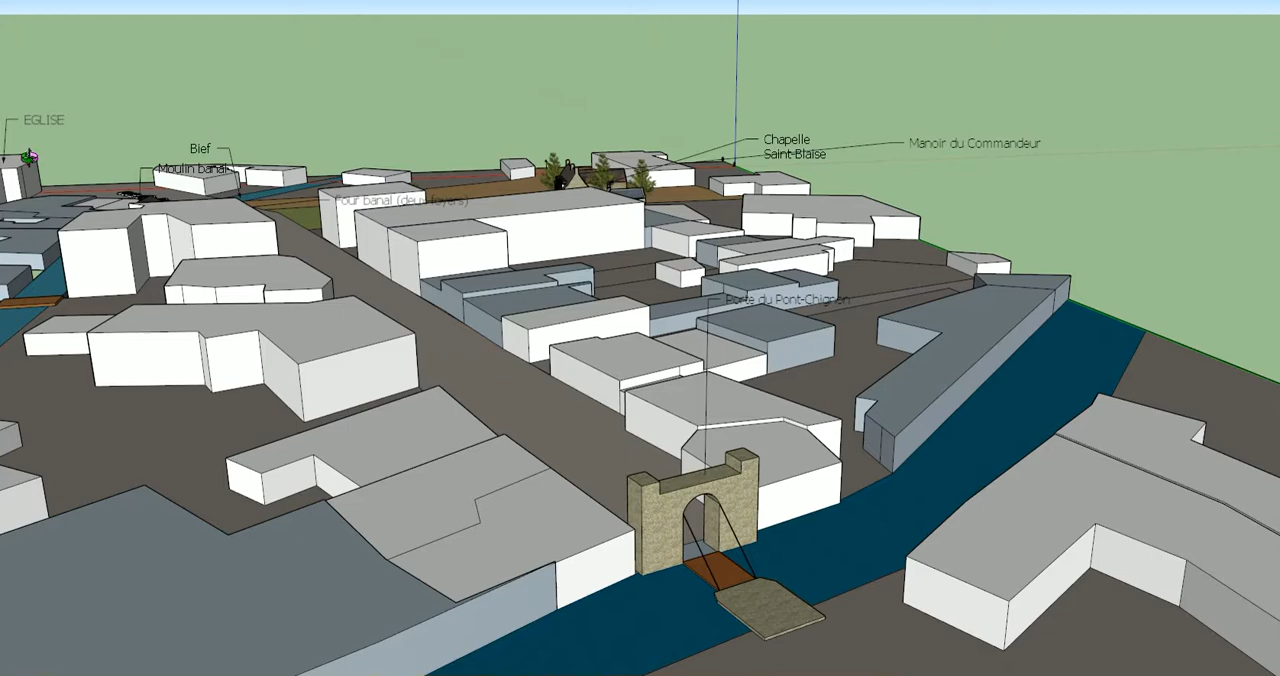 EGLISE
Bief
Moulin banal
Four banal (deux foyers)
Chapelle
Saint-Blaise
Manoir du Commandeur
Porte du Pont-Chignon